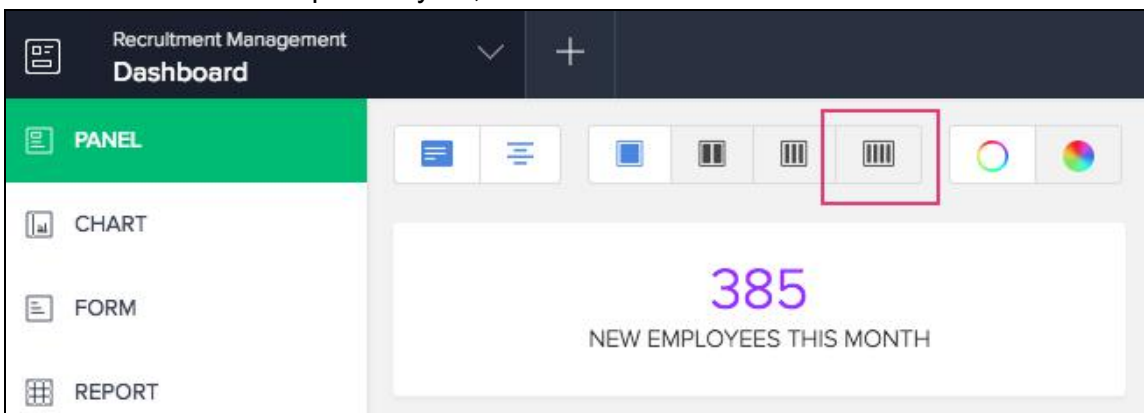 Recruitment Management
Dashboard
PANEL
CHART
FORM
REPORT
385
NEW EMPLOYEES THIS MONTH